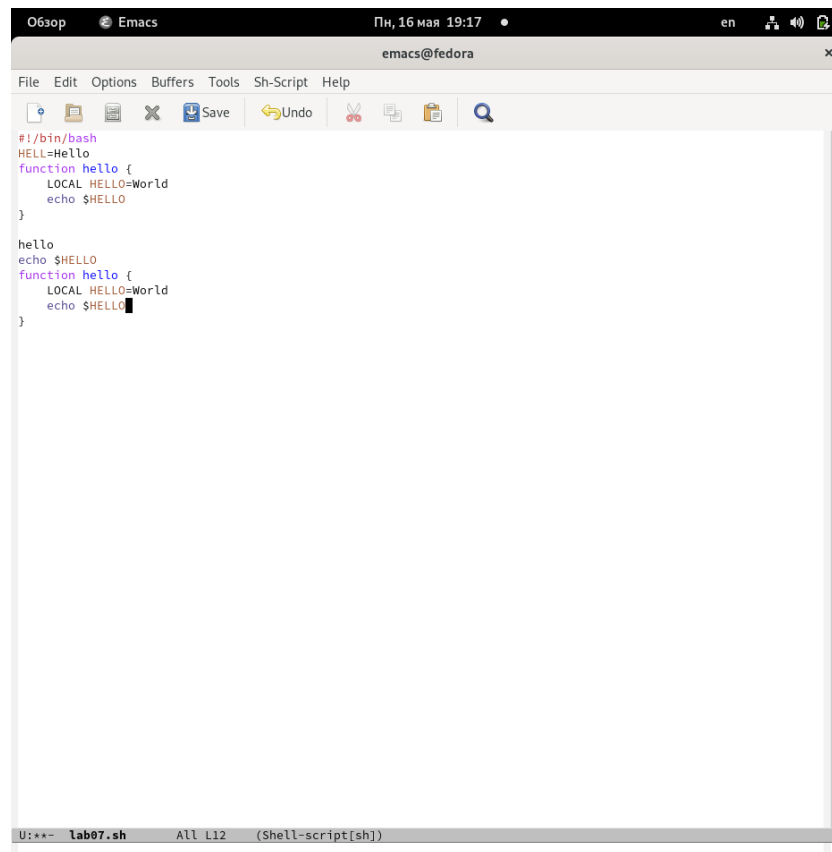 Обзор Emacs Пн, 16 мая 19:17 en
emacs@fedora ×
File Edit Options Buffers Tools Sh-Script Help
Save Undo
#!/bin/bash
HELL=Hello
function hello {
    LOCAL HELLO=World
    echo $HELLO
}
hello
echo $HELLO
function hello {
    LOCAL HELLO=World
    echo $HELLO
}
U:**- lab07.sh All L12 (Shell-script[sh])